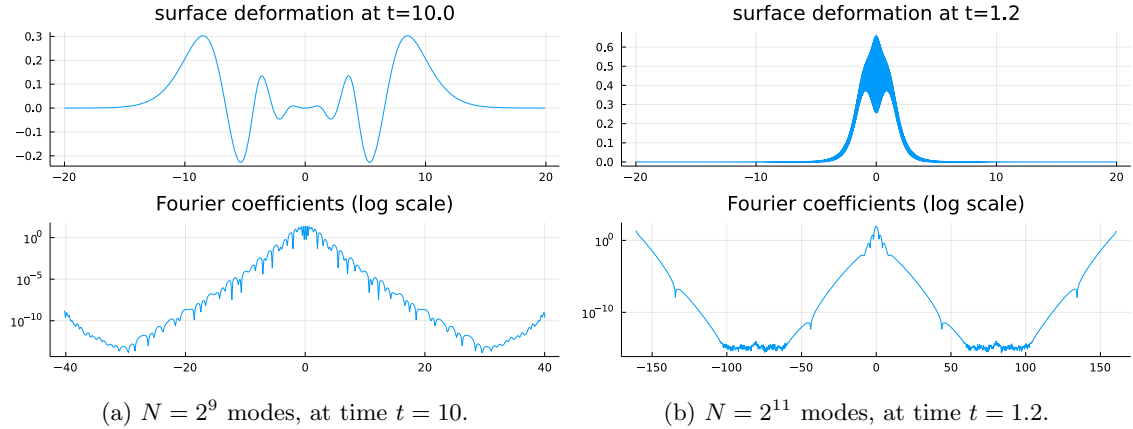 surface deformation at t=10.0
0.3
0.2
0.1
0.0
−0.1
−0.2
−20 −10 0 10 20
Fourier coefficients (log scale)
10^0
10^−5
10^−10
−40 −20 0 20 40
(a) N = 2^9 modes, at time t = 10.
surface deformation at t=1.2
0.6
0.5
0.4
0.3
0.2
0.1
0.0
−20 −10 0 10 20
Fourier coefficients (log scale)
10^0
10^−10
−150 −100 −50 0 50 100 150
(b) N = 2^11 modes, at time t = 1.2.